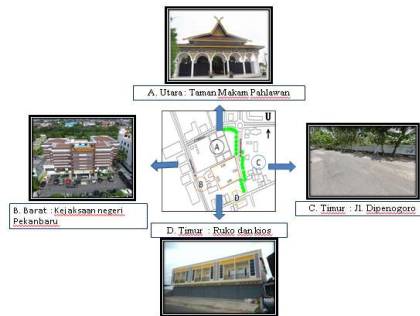 A. Utara : Taman Makam Pahlawan
U
A
C
B
D
B. Barat : Kejaksaan negeri
Pekanbaru
C. Timur : Jl. Dipenogoro
D. Timur : Ruko dan kios